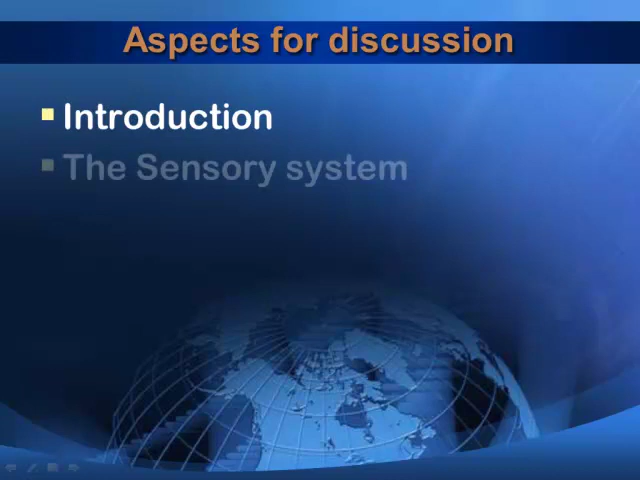 Aspects for discussion
Introduction
The Sensory system